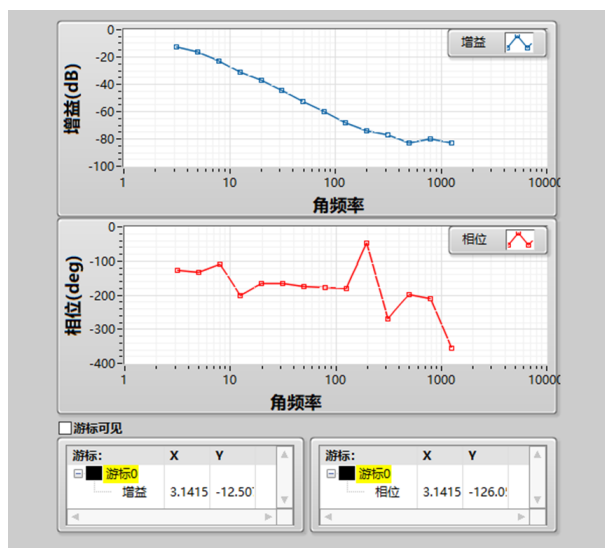 增益
0
-20
-40
-60
-80
-100
增益(dB)
1 10 100 1000 10000
角频率
相位
0
-100
-200
-300
-400
相位(deg)
1 10 100 1000 10000
角频率
游标可见
游标: X Y
游标0
增益 3.1415 -12.507
游标: X Y
游标0
相位 3.1415 -126.05